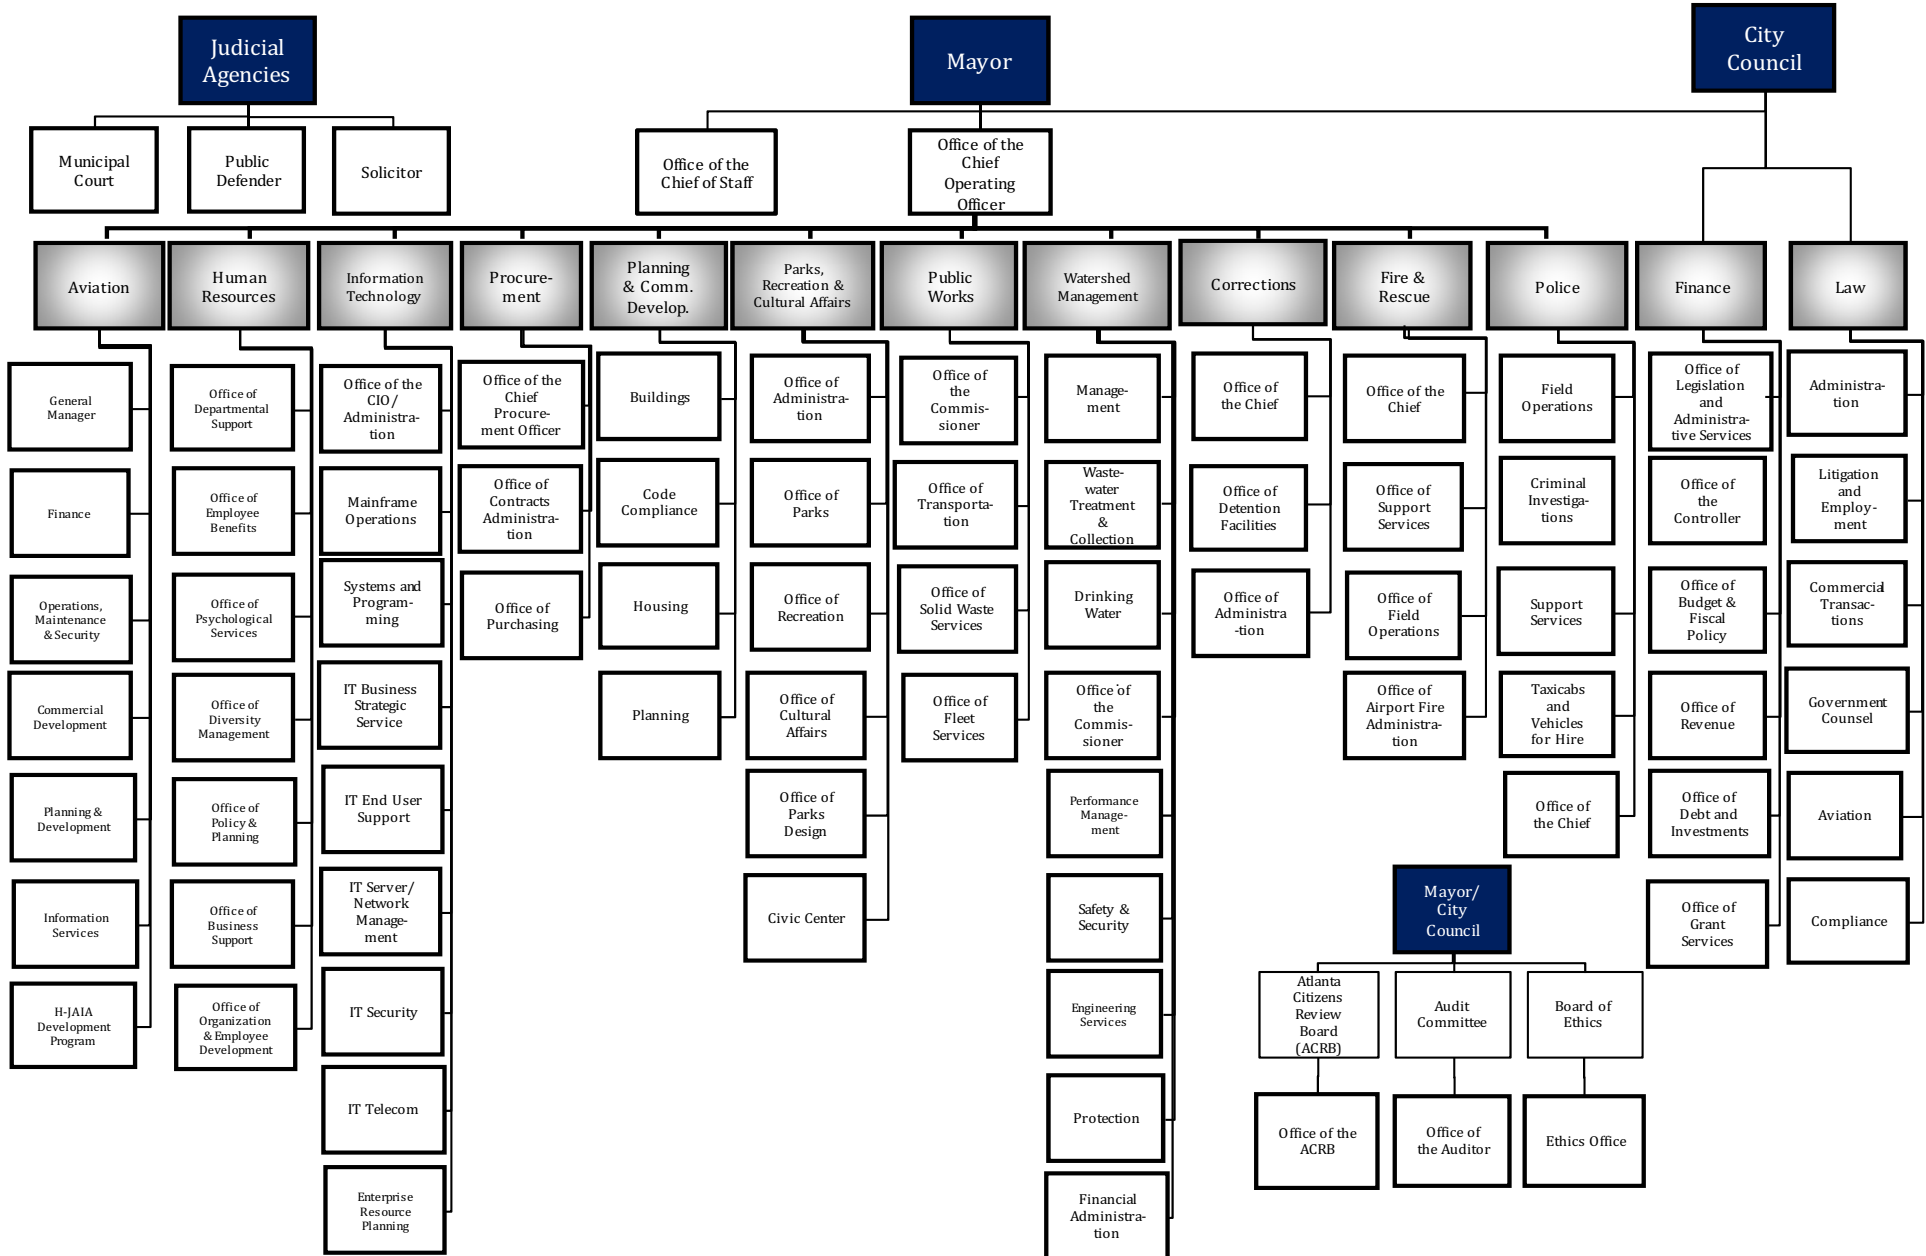 Judicial
Agencies
Mayor
City
Council
Municipal
Court
Public
Defender
Solicitor
Office of the
Chief of Staff
Office of the
Chief
Operating
Officer
Aviation
Human
Resources
Information
Technology
Procure-
ment
Planning
& Comm.
Develop.
Parks,
Recreation &
Cultural Affairs
Public
Works
Watershed
Management
Corrections
Fire &
Rescue
Police
Finance
Law
General
Manager
Finance
Operations,
Maintenance
& Security
Commercial
Development
Planning &
Development
Information
Services
H-JAIA
Development
Program
Office of
Departmental
Support
Office of
Employee
Benefits
Office of
Psychological
Services
Office of
Diversity
Management
Office of
Policy &
Planning
Office of
Business
Support
Office of
Organization
& Employee
Development
Office of the
CIO/
Administra-
tion
Mainframe
Operations
Systems and
Program-
ming
IT Business
Strategic
Service
IT End User
Support
IT Server/
Network
Manage-
ment
IT Security
IT Telecom
Enterprise
Resource
Planning
Office of the
Chief
Procure-
ment Officer
Office of
Contracts
Administra-
tion
Office of
Purchasing
Buildings
Code
Compliance
Housing
Planning
Office of
Administra-
tion
Office of
Parks
Office of
Recreation
Office of
Cultural
Affairs
Office of
Parks
Design
Civic Center
Office of
the
Commis-
sioner
Office of
Transporta-
tion
Office of
Solid Waste
Services
Office of
Fleet
Services
Manage-
ment
Waste-
water
Treatment
&
Collection
Drinking
Water
Office of
the
Commis-
sioner
Performance
Manage-
ment
Safety &
Security
Engineering
Services
Protection
Financial
Administra-
tion
Office of
the Chief
Office of
Detention
Facilities
Office of
Administra
-tion
Office of
the Chief
Office of
Support
Services
Office of
Field
Operations
Office of
Airport Fire
Administra-
tion
Field
Operations
Criminal
Investiga-
tions
Support
Services
Taxicabs
and
Vehicles
for Hire
Office of
the Chief
Office of
Legislation
and
Administra-
tive Services
Office of
the
Controller
Office of
Budget &
Fiscal
Policy
Office of
Revenue
Office of
Debt and
Investments
Office of
Grant
Services
Administra-
tion
Litigation
and
Employ-
ment
Commercial
Transac-
tions
Government
Counsel
Aviation
Compliance
Mayor/
City
Council
Atlanta
Citizens
Review
Board
(ACRB)
Audit
Committee
Board of
Ethics
Office of the
ACRB
Office of
the Auditor
Ethics Office